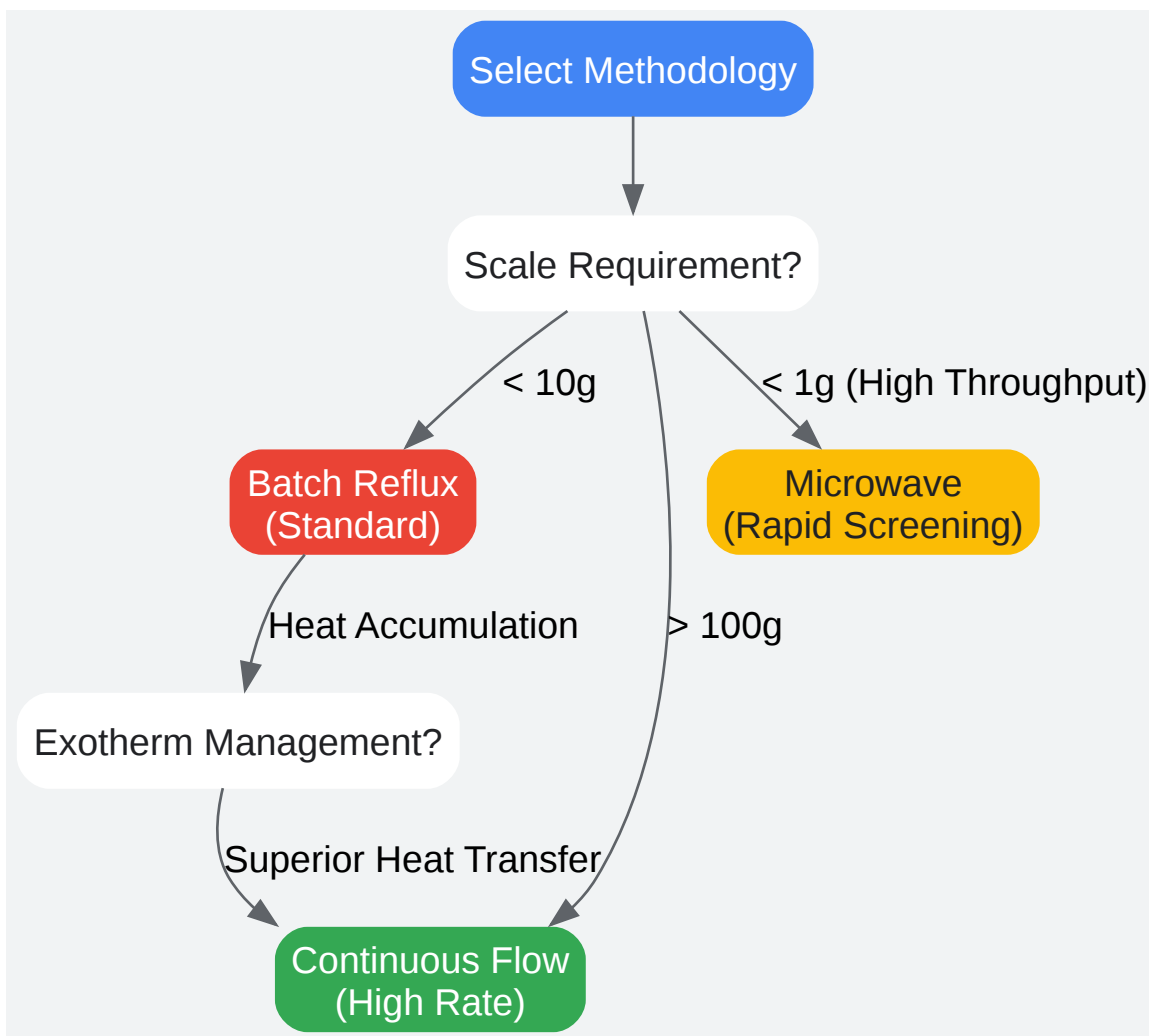 Select Methodology
Scale Requirement?
< 10g
< 1g (High Throughput)
Batch Reflux
(Standard)
Microwave
(Rapid Screening)
Heat Accumulation
> 100g
Exotherm Management?
Superior Heat Transfer
Continuous Flow
(High Rate)